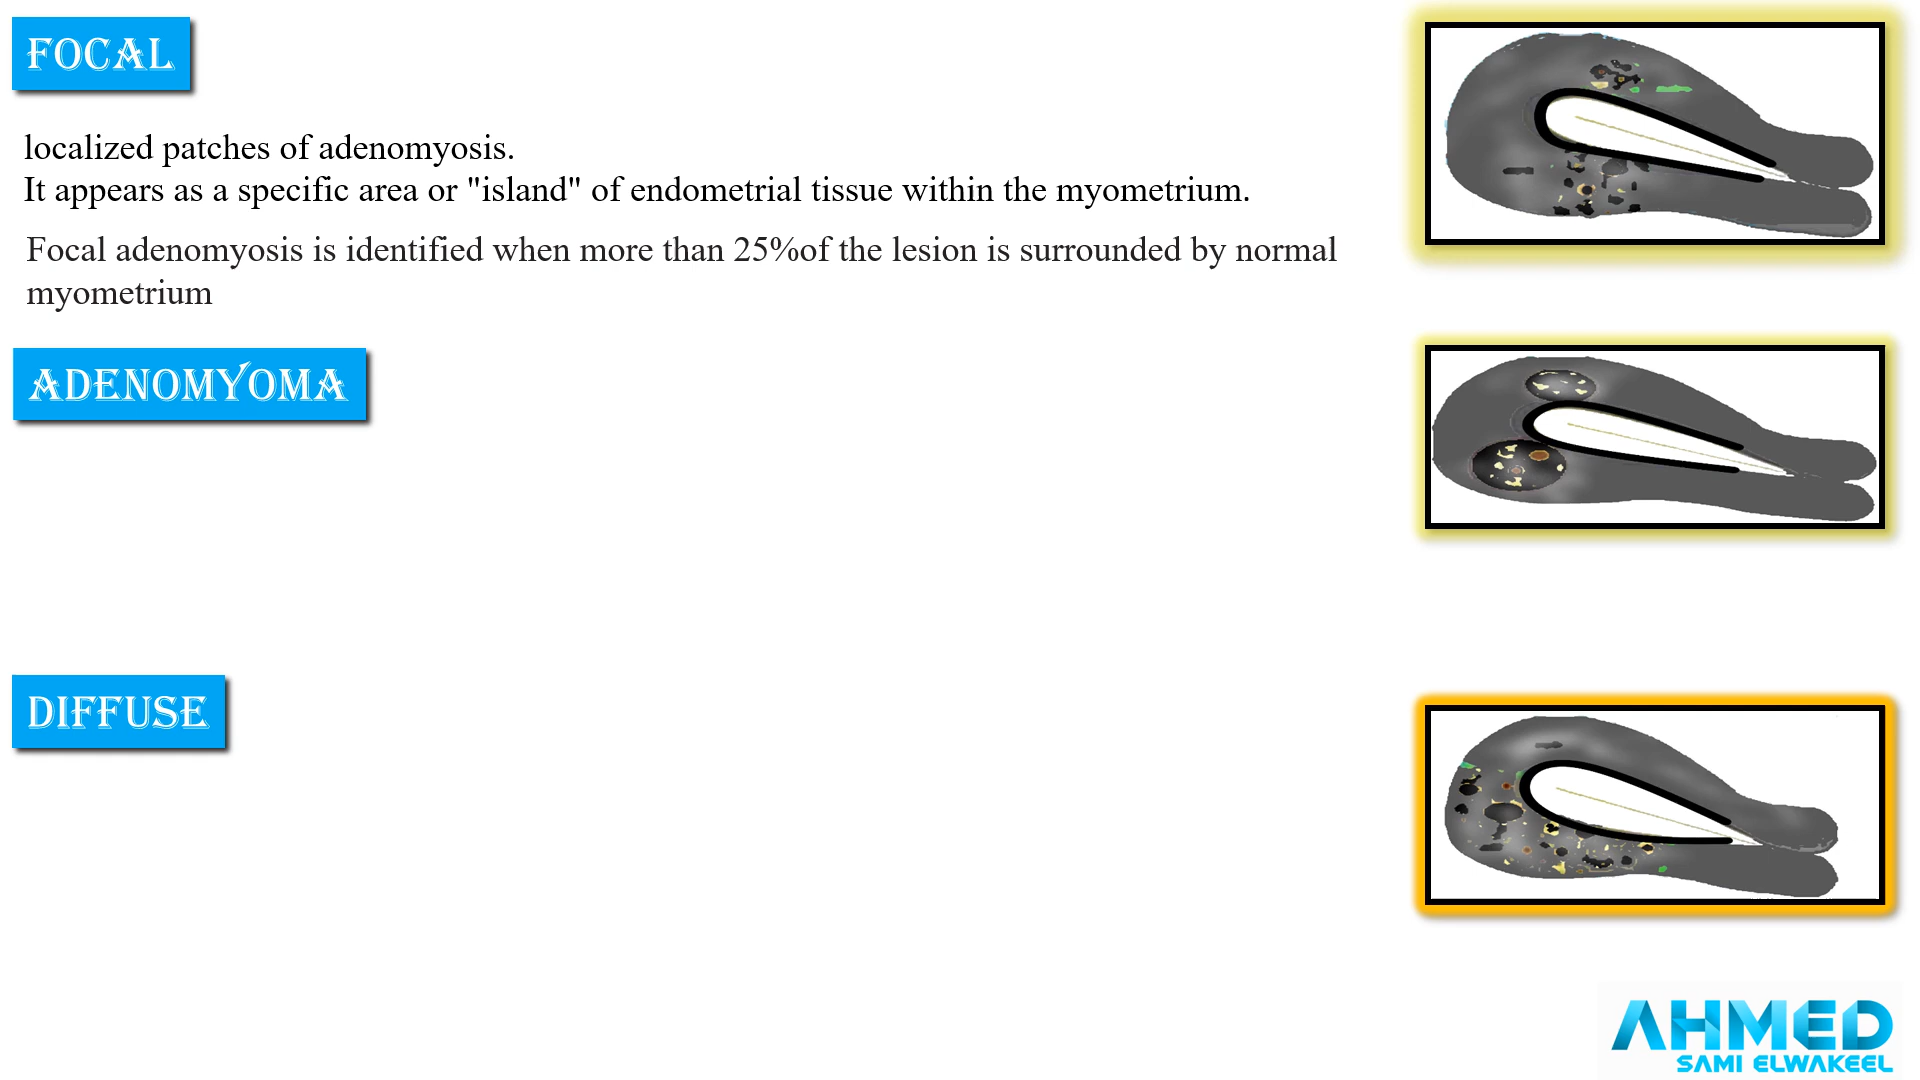 FOCAL
localized patches of adenomyosis.
It appears as a specific area or "island" of endometrial tissue within the myometrium.
Focal adenomyosis is identified when more than 25%of the lesion is surrounded by normal
myometrium
ADENOMYOMA
DIFFUSE
AHMED
SAMI ELWAKEEL